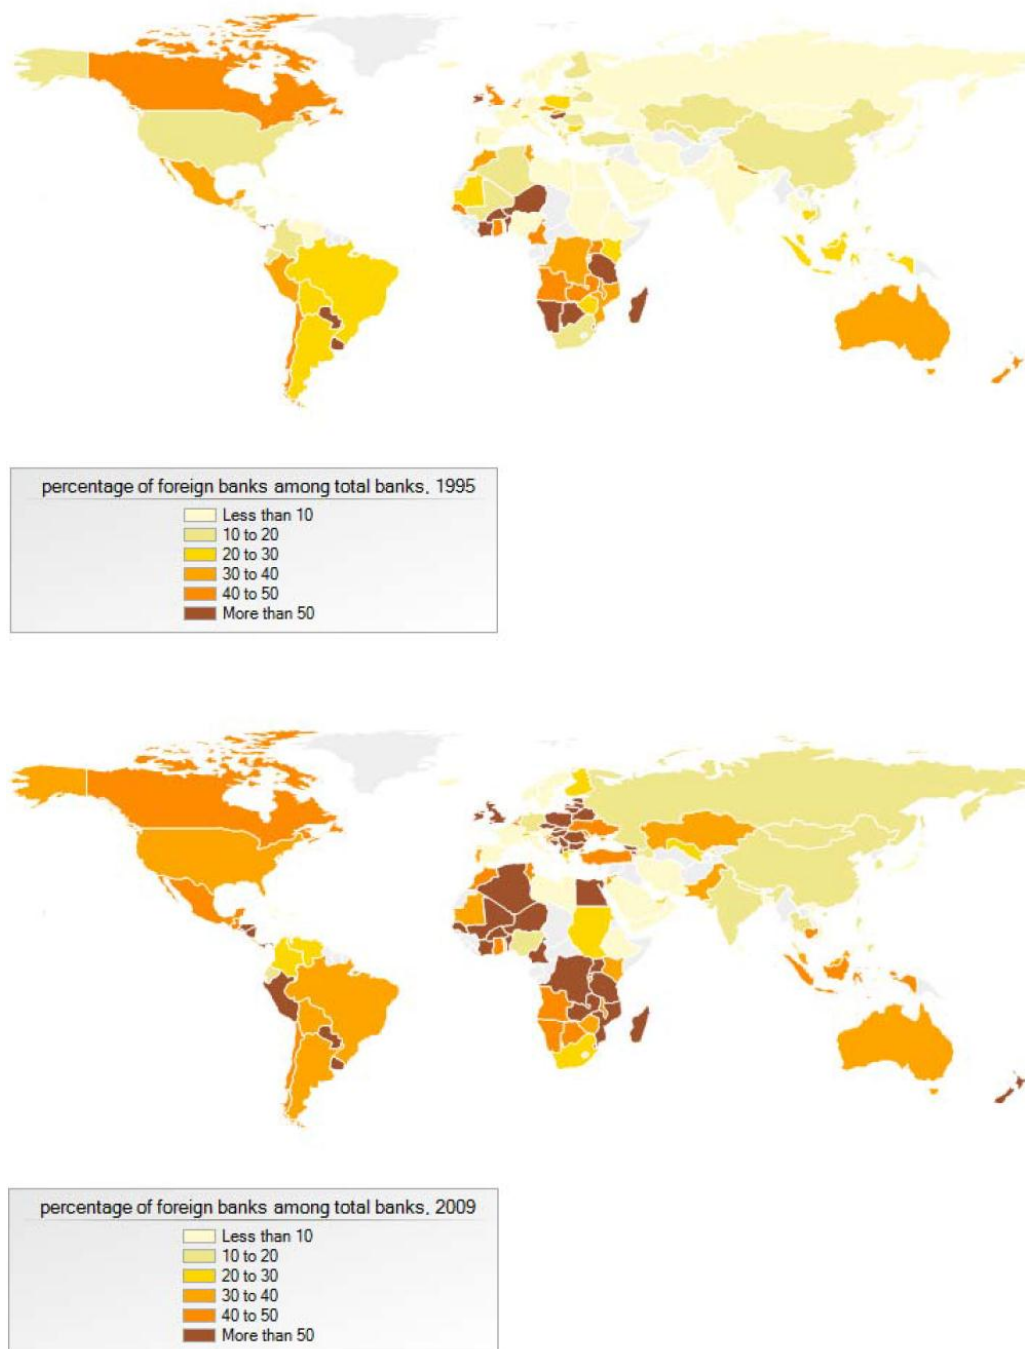 percentage of foreign banks among total banks, 1995
Less than 10
10 to 20
20 to 30
30 to 40
40 to 50
More than 50
percentage of foreign banks among total banks, 2009
Less than 10
10 to 20
20 to 30
30 to 40
40 to 50
More than 50